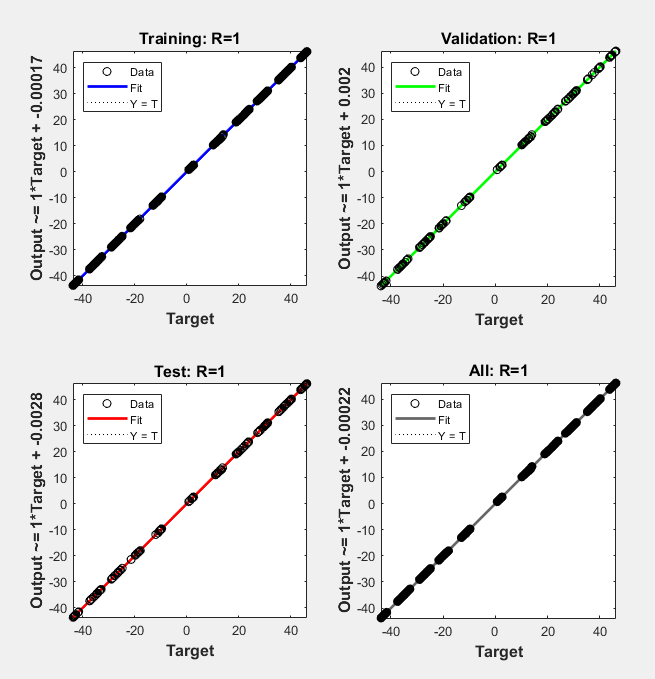 Training: R=1
Output ~= 1*Target + -0.00017
Data
Fit
Y = T
40
30
20
10
0
-10
-20
-30
-40
-40 -20 0 20 40
Target
Validation: R=1
Output ~= 1*Target + 0.002
Data
Fit
Y = T
40
30
20
10
0
-10
-20
-30
-40
-40 -20 0 20 40
Target
Test: R=1
Output ~= 1*Target + -0.0028
Data
Fit
Y = T
40
30
20
10
0
-10
-20
-30
-40
-40 -20 0 20 40
Target
All: R=1
Output ~= 1*Target + -0.00022
Data
Fit
Y = T
40
30
20
10
0
-10
-20
-30
-40
-40 -20 0 20 40
Target